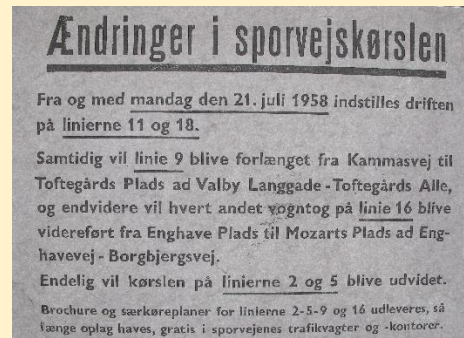 Ændringer i sporvejskørslen
Fra og med mandag den 21. juli 1958 indstilles driften
på linierne 11 og 18.
Samtidig vil linie 9 blive forlænget fra Kammasvej til
Toftegårds Plads ad Valby Langgade - Toftegårds Alle,
og endvidere vil hvert andet vogntog på linie 16 blive
videreført fra Enghave Plads til Mozarts Plads ad Eng-
havevej - Borgbjergsvej.
Endelig vil kørslen på linierne 2 og 5 blive udvidet.
Brochure og særkøreplaner for linierne 2-5-9 og 16 udleveres, så
længe oplag haves, gratis i sporvejenes trafikvagter og -kontorer.